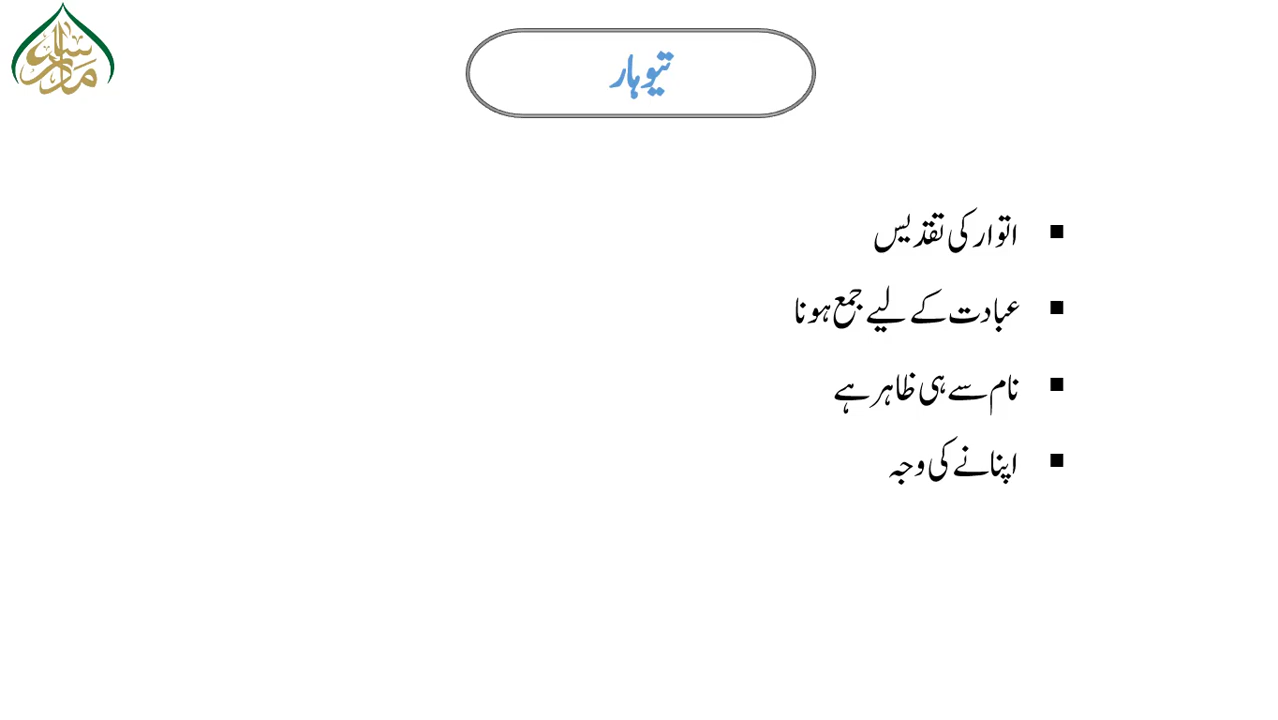 تیوہار
اتوار کی تقدیس
عبادت کے لیے جمع ہونا
نام سے ہی ظاہر ہے
اپنانے کی وجہ